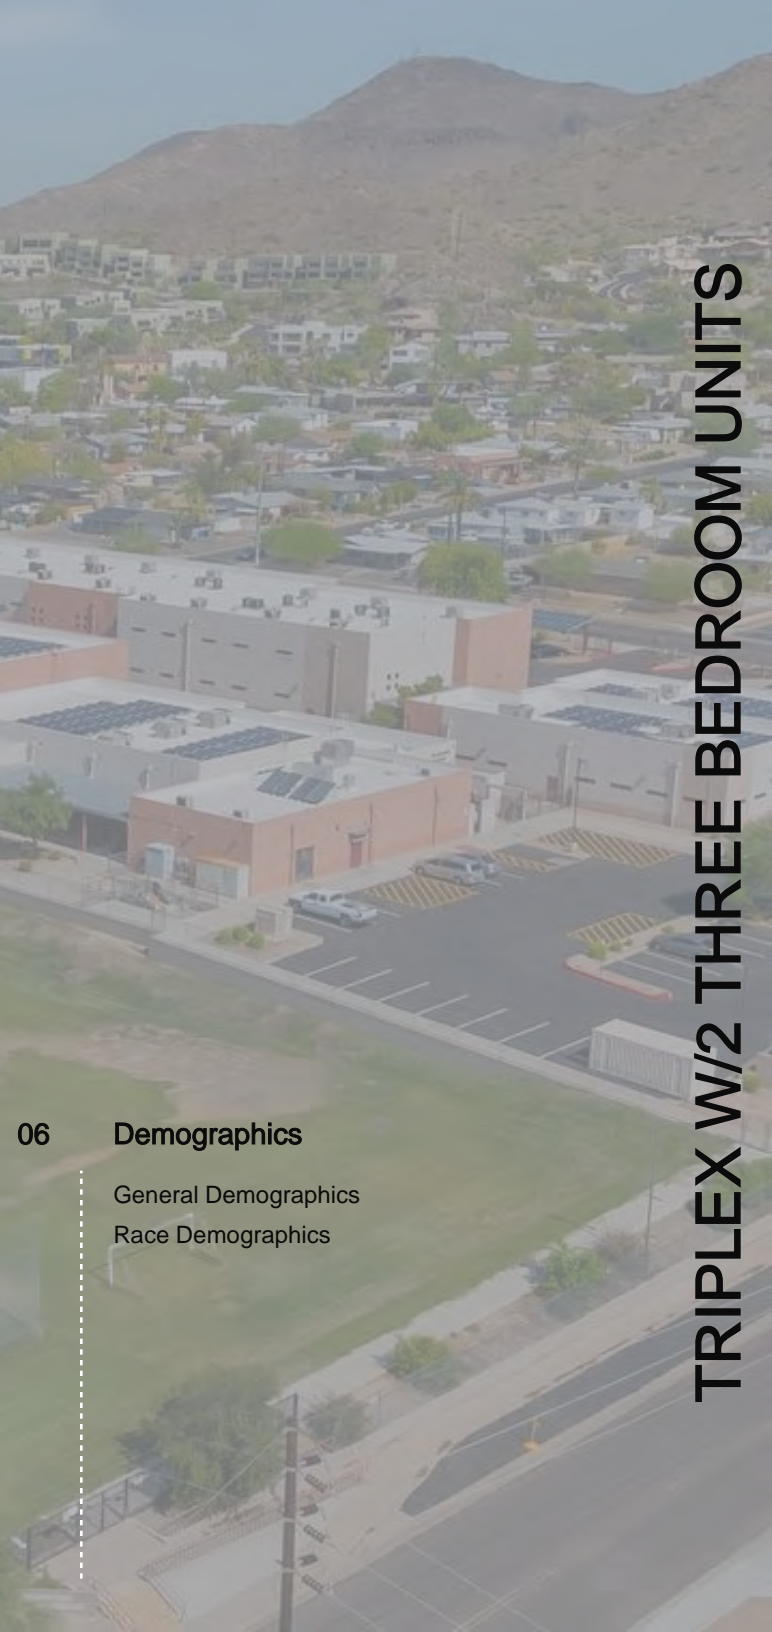 TRIPLEX W/2 THREE BEDROOM UNITS
06 Demographics
General Demographics
Race Demographics